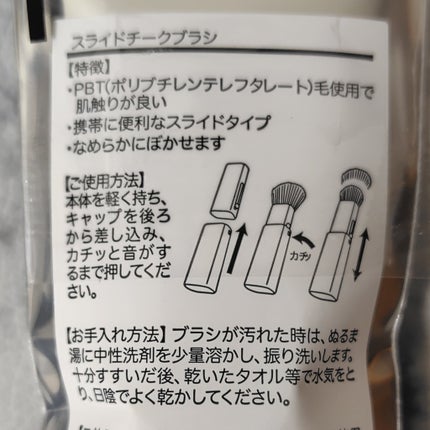 スライドチークブラシ
【特徴】
・PBT(ポリブチレンテレフタレート)毛使用で
肌触りが良い
・携帯に便利なスライドタイプ
・なめらかにぼかせます
【ご使用方法】
本体を軽く持ち、
キャップを後ろ
から差し込み、
カチッと音がす
るまで押してくだ
さい。
カチッ
【お手入れ方法】ブラシが汚れた時は、ぬるま
湯に中性洗剤を少量溶かし、振り洗いします。
十分すすいだ後、乾いたタオル等で水気をと
り、日陰でよく乾かしてください。